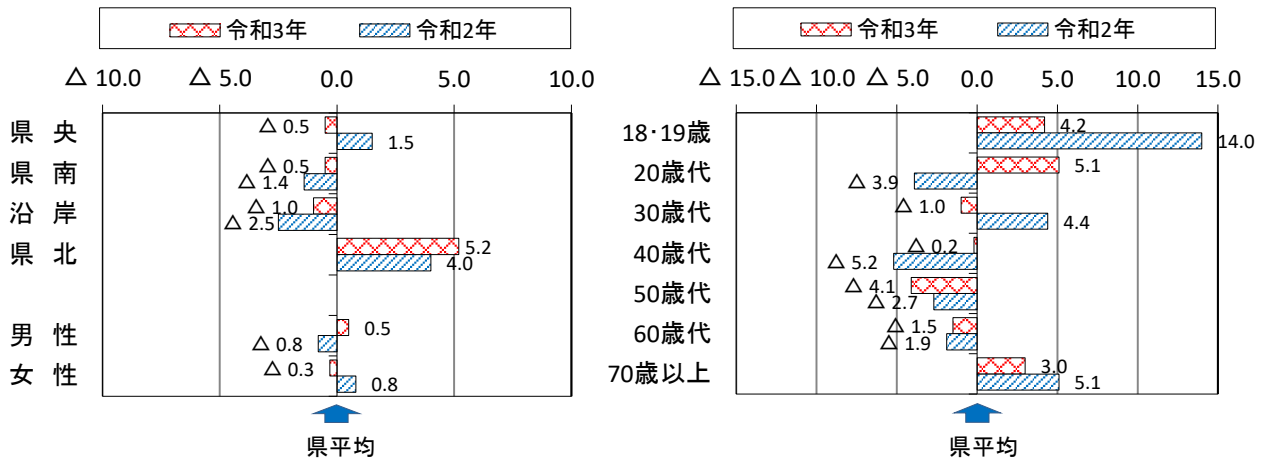 令和3年 令和2年
△ 10.0 △ 5.0 0.0 5.0 10.0
県 央 △ 0.5 1.5
県 南 △ 0.5 △ 1.4
沿 岸 △ 1.0 △ 2.5
県 北 5.2 4.0
男 性 0.5 △ 0.8
女 性 △ 0.3 0.8
県平均
令和3年 令和2年
△ 15.0 △ 10.0 △ 5.0 0.0 5.0 10.0 15.0
18･19歳 4.2 14.0
20歳代 5.1 △ 3.9
30歳代 △ 1.0 4.4
40歳代 △ 0.2 △ 5.2
50歳代 △ 4.1 △ 2.7
60歳代 △ 1.5 △ 1.9
70歳以上 3.0 5.1
県平均